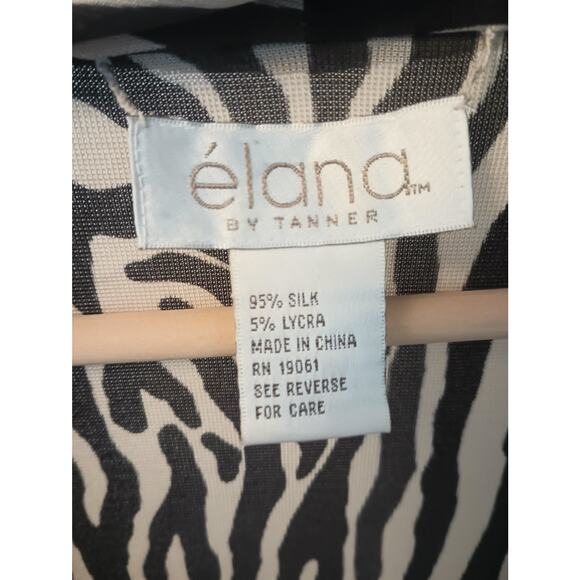 élana™
BY TANNER
95% SILK
5% LYCRA
MADE IN CHINA
RN 19061
SEE REVERSE
FOR CARE